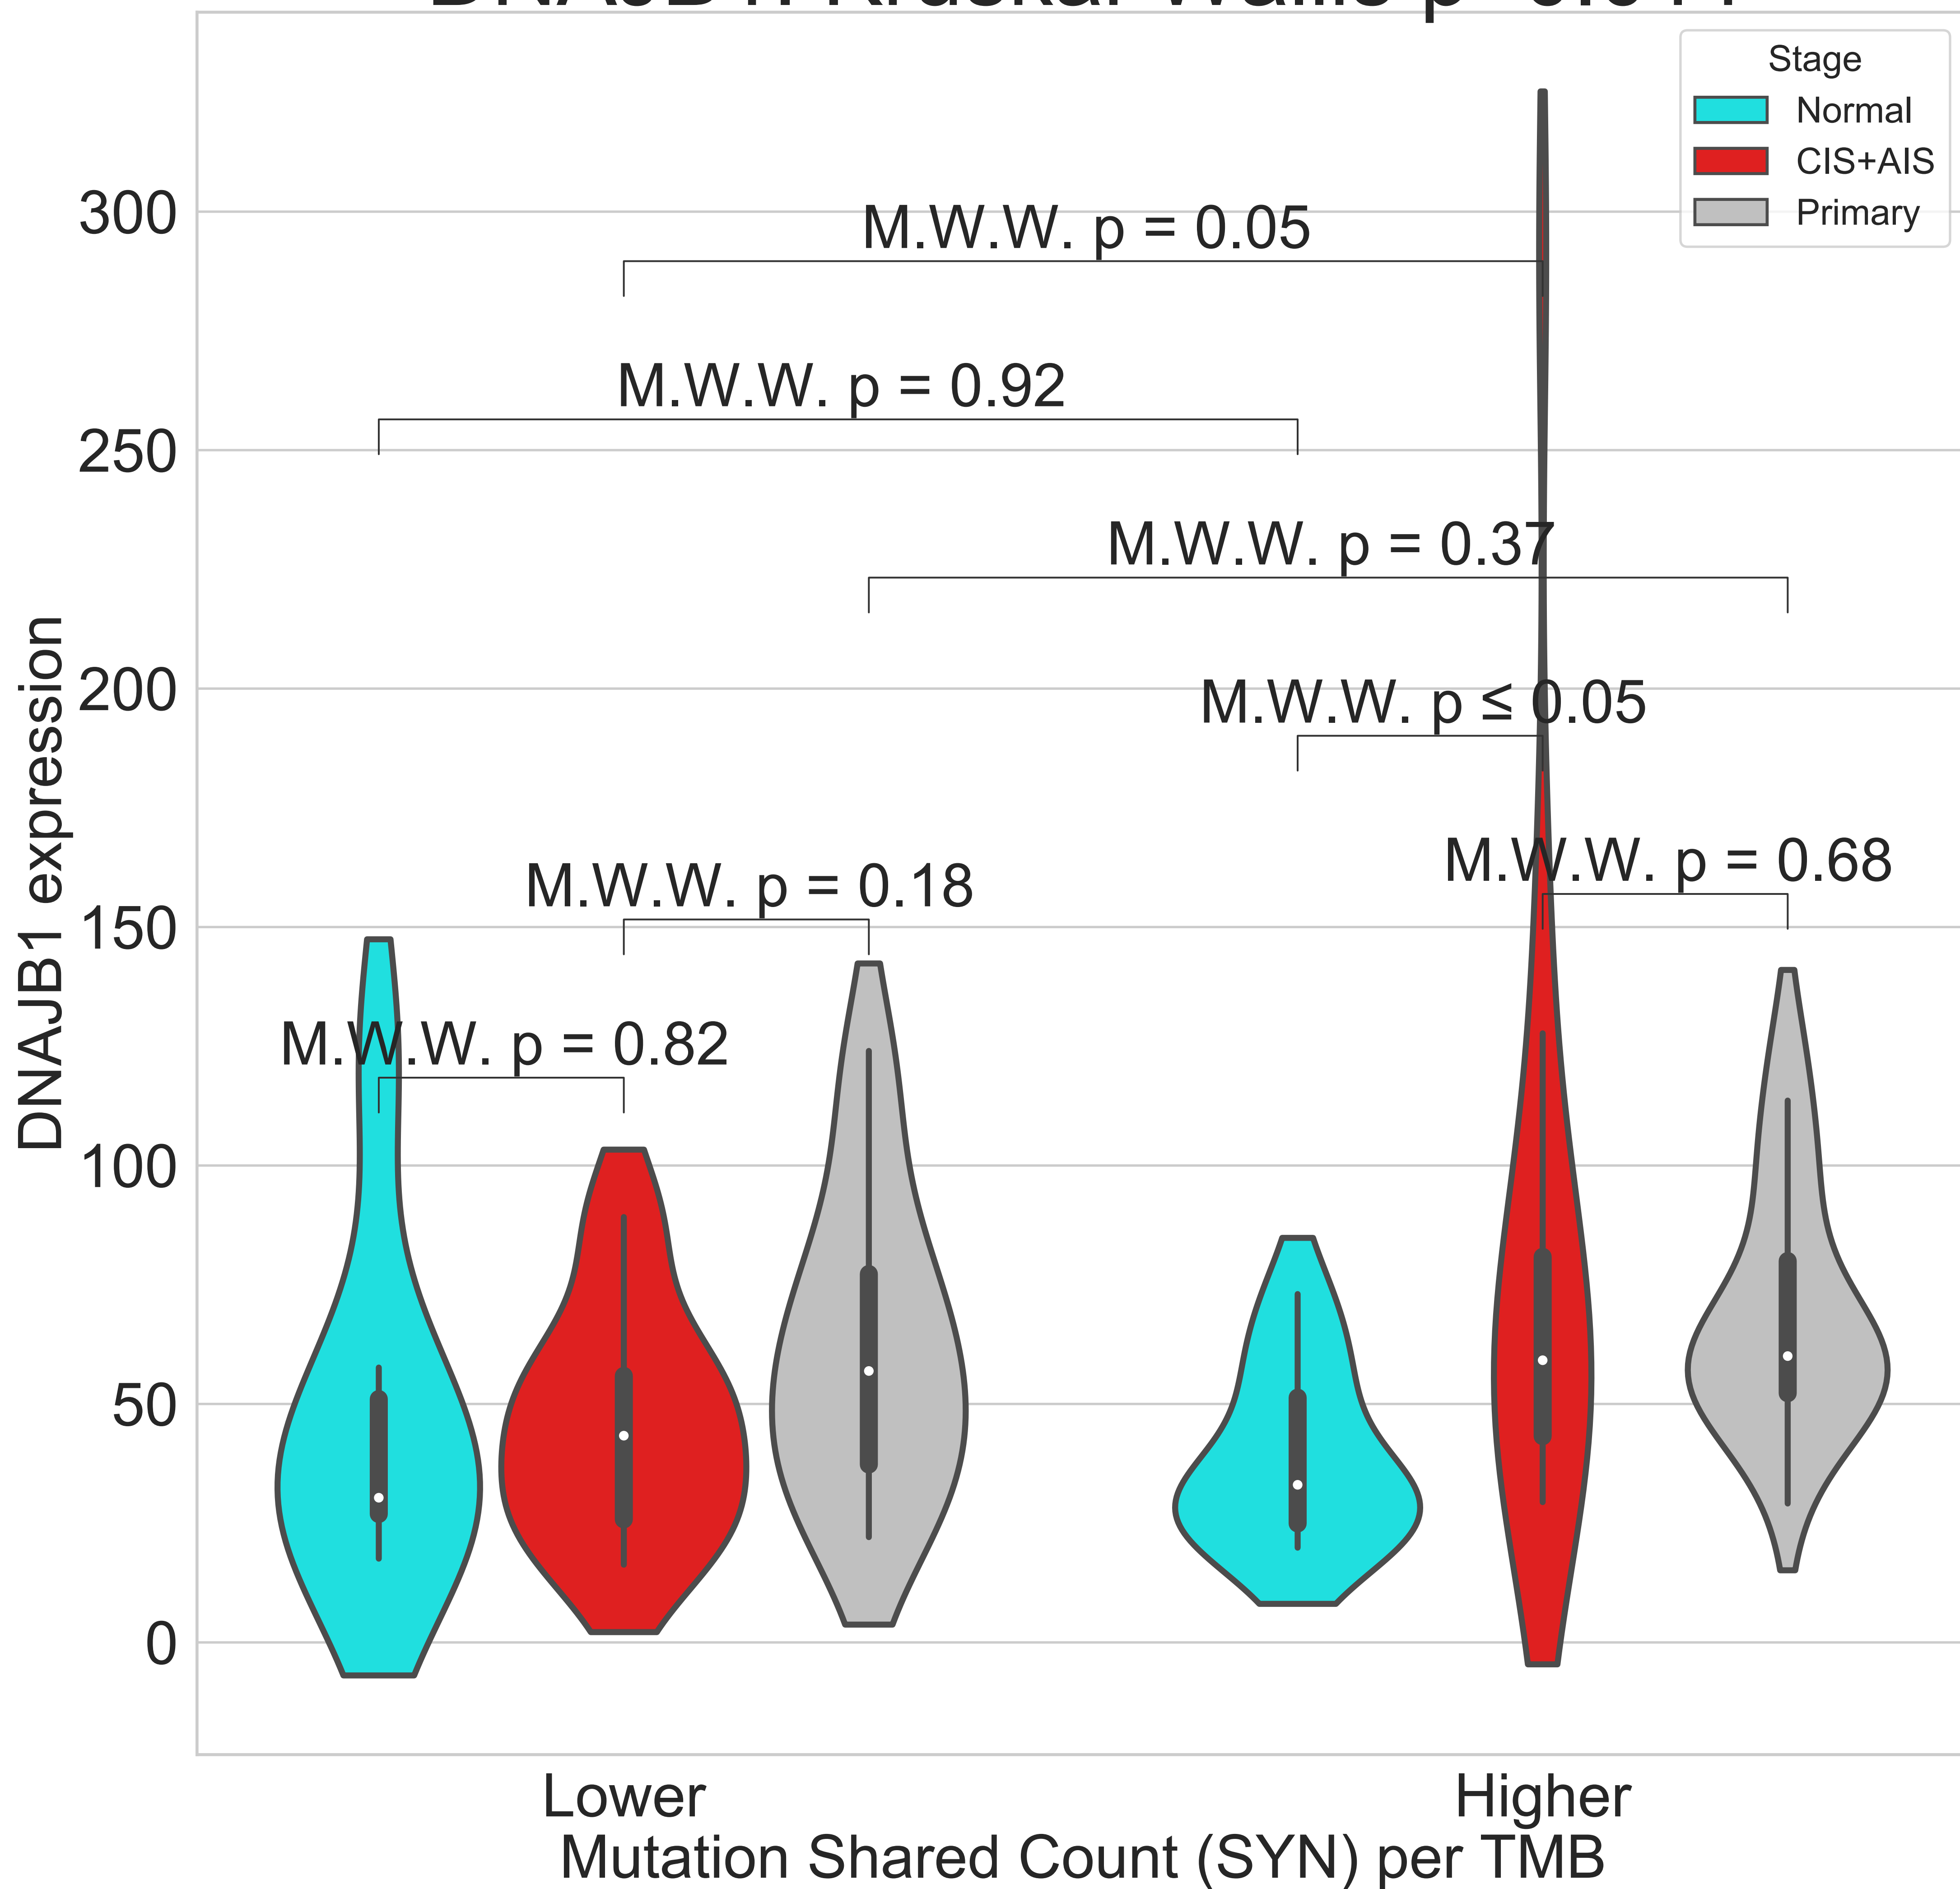 Stage
Normal
CIS+AIS
Primary
300
250
200
150
100
50
0
DNAJB1 expression
M.W.W. p = 0.05
M.W.W. p = 0.92
M.W.W. p = 0.37
M.W.W. p ≤ 0.05
M.W.W. p = 0.68
M.W.W. p = 0.18
M.W.W. p = 0.82
Lower
Higher
Mutation Shared Count (SYN) per TMB